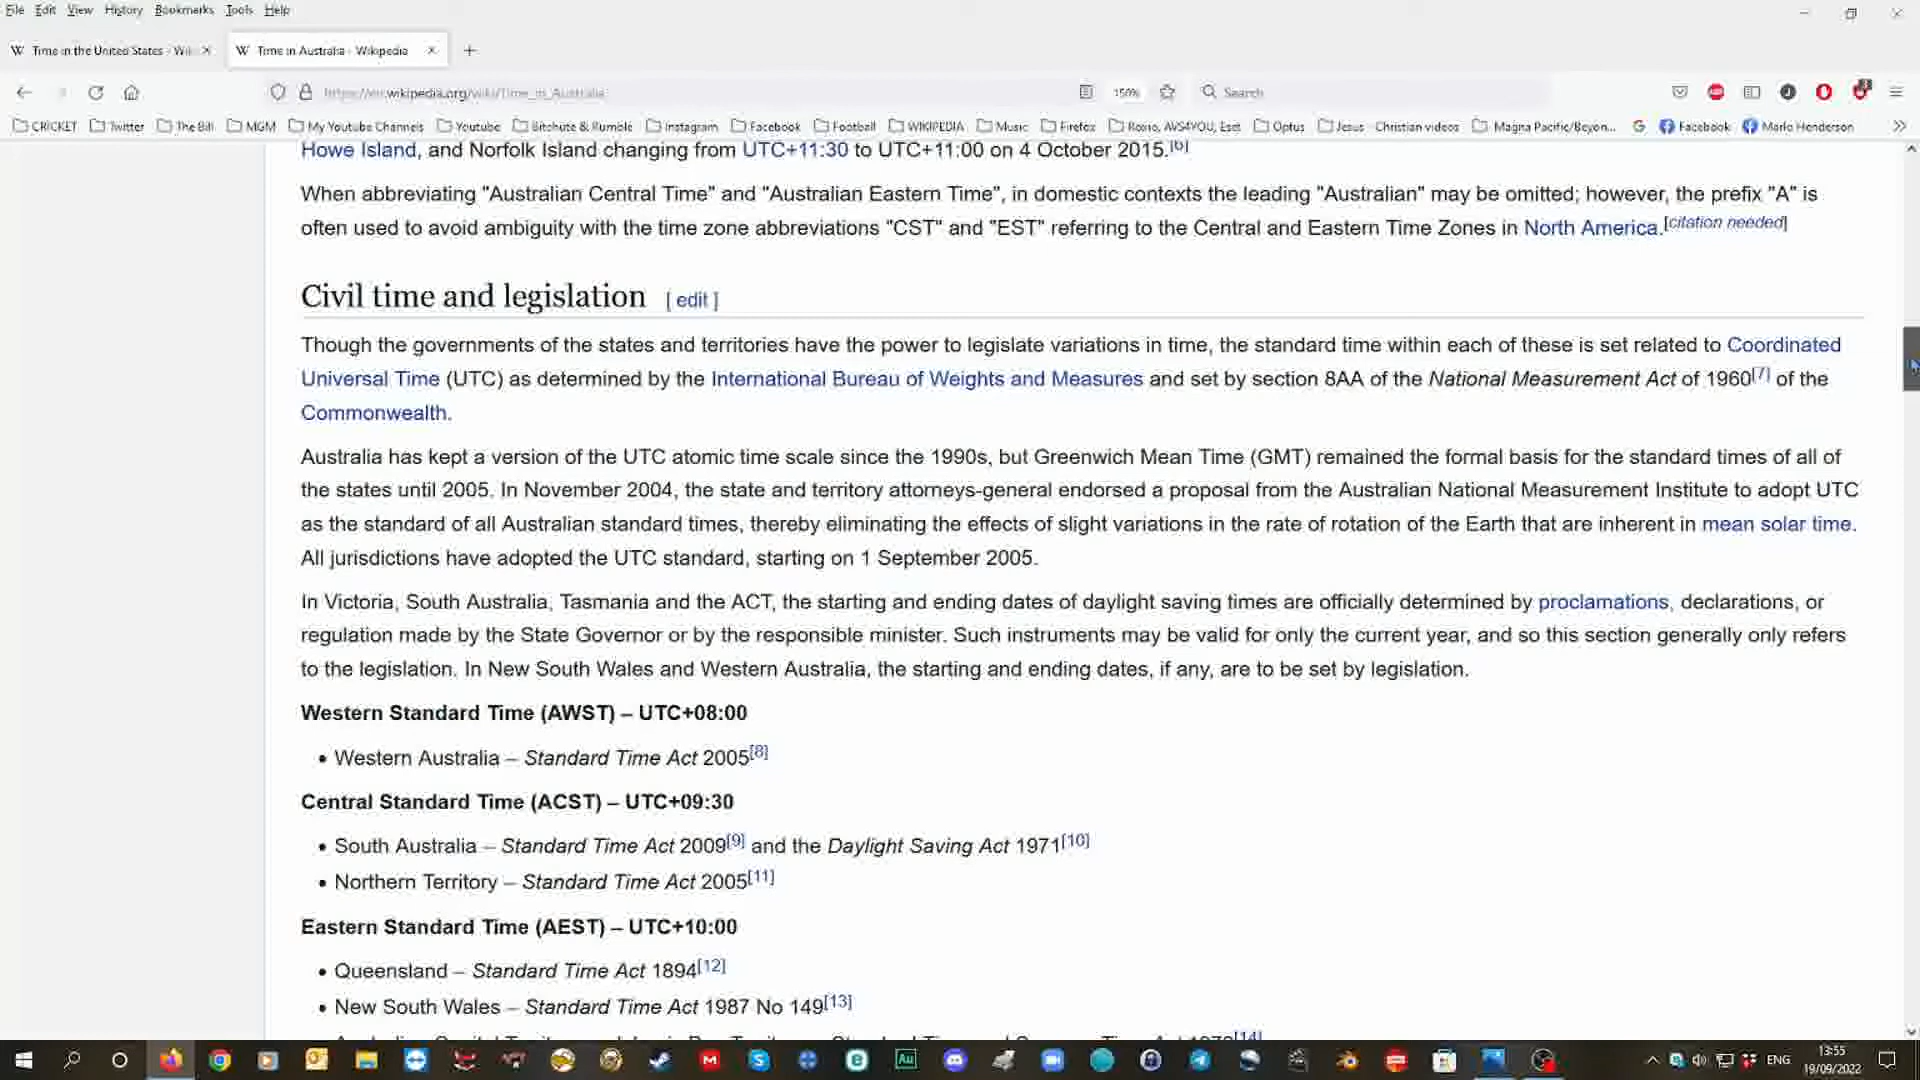 File Edit View History Bookmarks Tools Help
Time in the United States - Wi
Time in Australia - Wikipedia
https://en.wikipedia.org/wiki/Time_in_Australia
150%
Search
CRICKET Twitter The Bill MGM My Youtube Channels Youtube Bitchute & Rumble Instagram Facebook Football WIKIPEDIA Music Firefox Roxio, AVS4YOU, Eset Optus Jesus - Christian videos Magna Pacific/Beyon... Facebook Mario Henderson
Howe Island, and Norfolk Island changing from UTC+11:30 to UTC+11:00 on 4 October 2015.[6]
When abbreviating "Australian Central Time" and "Australian Eastern Time", in domestic contexts the leading "Australian" may be omitted; however, the prefix "A" is
often used to avoid ambiguity with the time zone abbreviations "CST" and "EST" referring to the Central and Eastern Time Zones in North America.[citation needed]
Civil time and legislation [ edit ]
Though the governments of the states and territories have the power to legislate variations in time, the standard time within each of these is set related to Coordinated
Universal Time (UTC) as determined by the International Bureau of Weights and Measures and set by section 8AA of the National Measurement Act of 1960[7] of the
Commonwealth.
Australia has kept a version of the UTC atomic time scale since the 1990s, but Greenwich Mean Time (GMT) remained the formal basis for the standard times of all of
the states until 2005. In November 2004, the state and territory attorneys-general endorsed a proposal from the Australian National Measurement Institute to adopt UTC
as the standard of all Australian standard times, thereby eliminating the effects of slight variations in the rate of rotation of the Earth that are inherent in mean solar time.
All jurisdictions have adopted the UTC standard, starting on 1 September 2005.
In Victoria, South Australia, Tasmania and the ACT, the starting and ending dates of daylight saving times are officially determined by proclamations, declarations, or
regulation made by the State Governor or by the responsible minister. Such instruments may be valid for only the current year, and so this section generally only refers
to the legislation. In New South Wales and Western Australia, the starting and ending dates, if any, are to be set by legislation.
Western Standard Time (AWST) – UTC+08:00
• Western Australia – Standard Time Act 2005[8]
Central Standard Time (ACST) – UTC+09:30
• South Australia – Standard Time Act 2009[9] and the Daylight Saving Act 1971[10]
• Northern Territory – Standard Time Act 2005[11]
Eastern Standard Time (AEST) – UTC+10:00
• Queensland – Standard Time Act 1894[12]
• New South Wales – Standard Time Act 1987 No 149[13]
ENG
13:55
19/09/2022